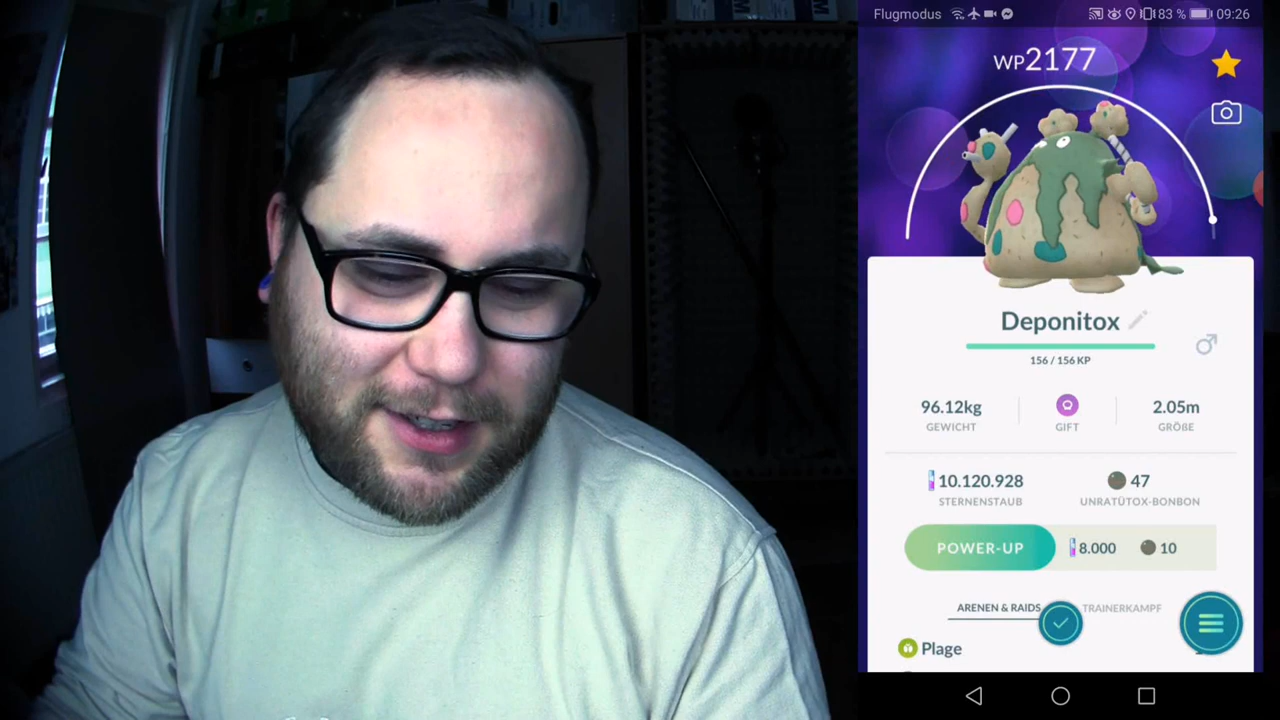 Flugmodus 83 % 09:26
WP2177
Deponitox
156 / 156 KP
96.12kg 2.05m
GEWICHT GIFT GRÖßE
10.120.928 47
STERNENSTAUB UNRATÜTOX-BONBON
POWER-UP 8.000 10
ARENEN & RAIDS TRAINERKAMPF
Plage